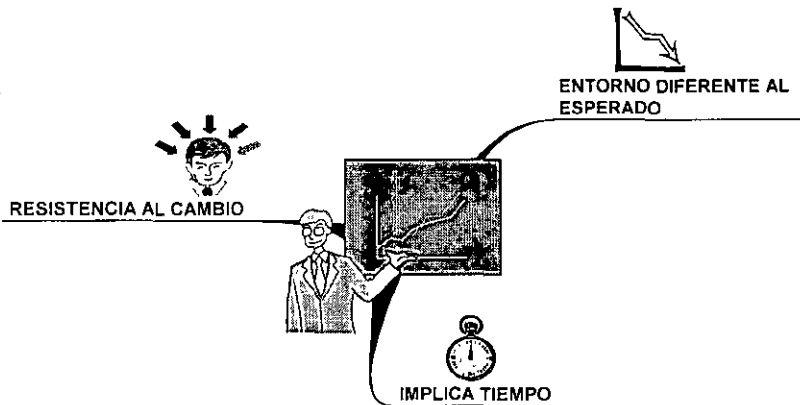 ENTORNO DIFERENTE AL
ESPERADO
RESISTENCIA AL CAMBIO
IMPLICA TIEMPO